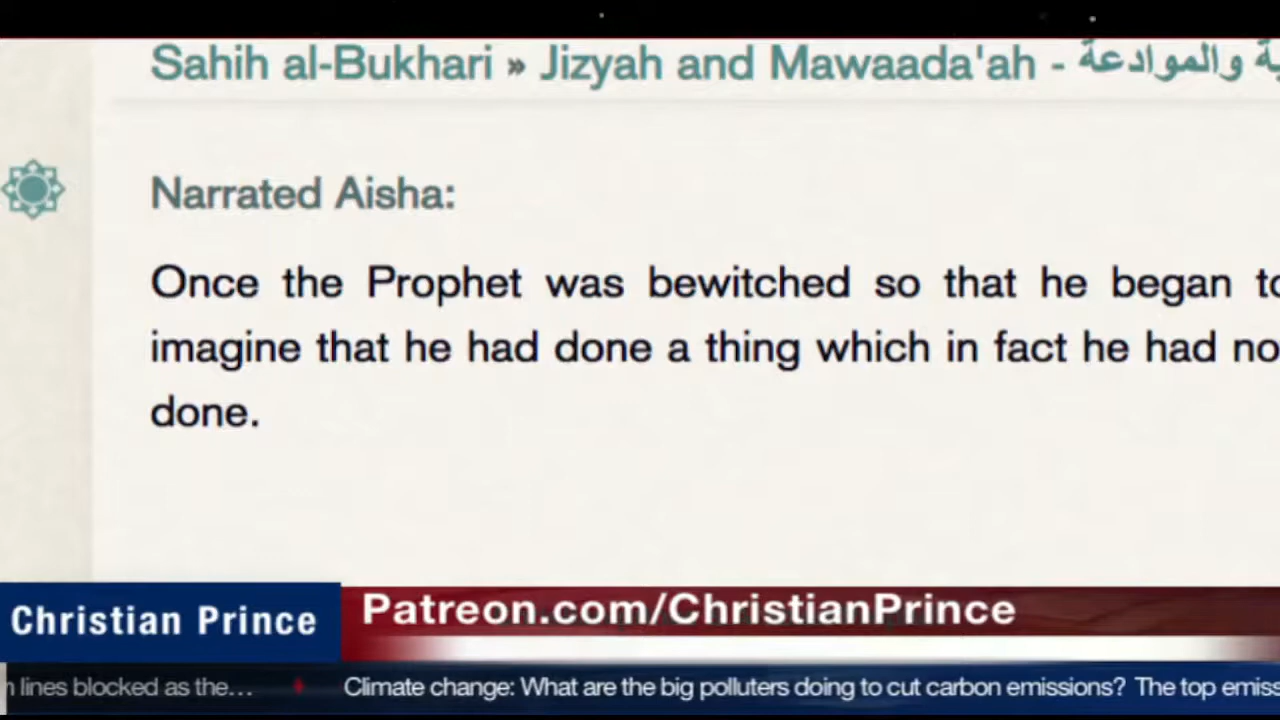 Sahih al-Bukhari » Jizyah and Mawaada'ah - والموادعة
Narrated Aisha:
Once the Prophet was bewitched so that he began to
imagine that he had done a thing which in fact he had no
done.
Christian Prince
Patreon.com/ChristianPrince
lines blocked as the... Climate change: What are the big polluters doing to cut carbon emissions? The top